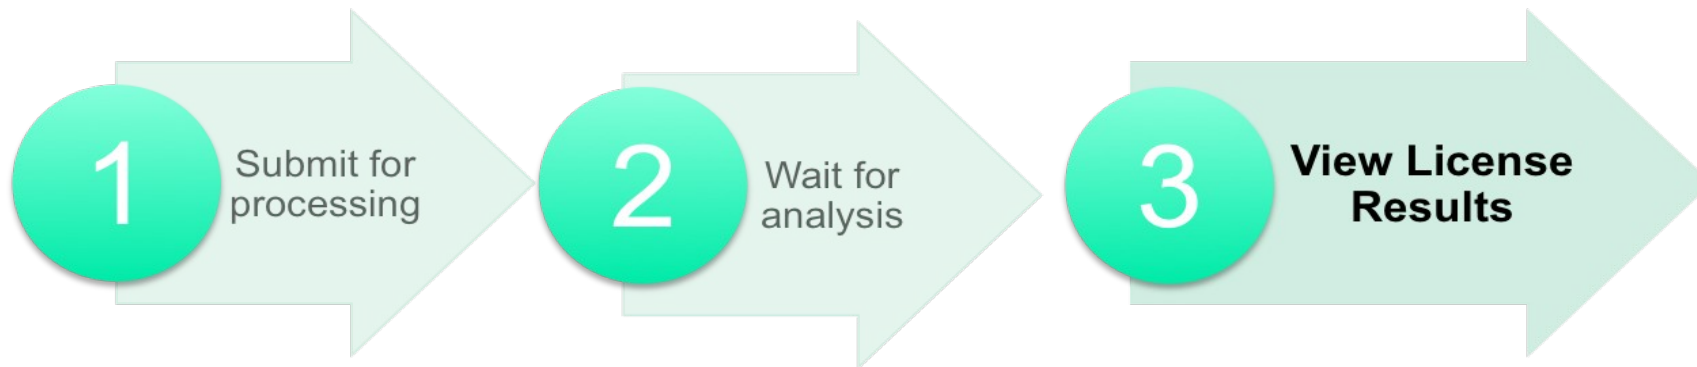 1
Submit for
processing
2
Wait for
analysis
3
View License
Results